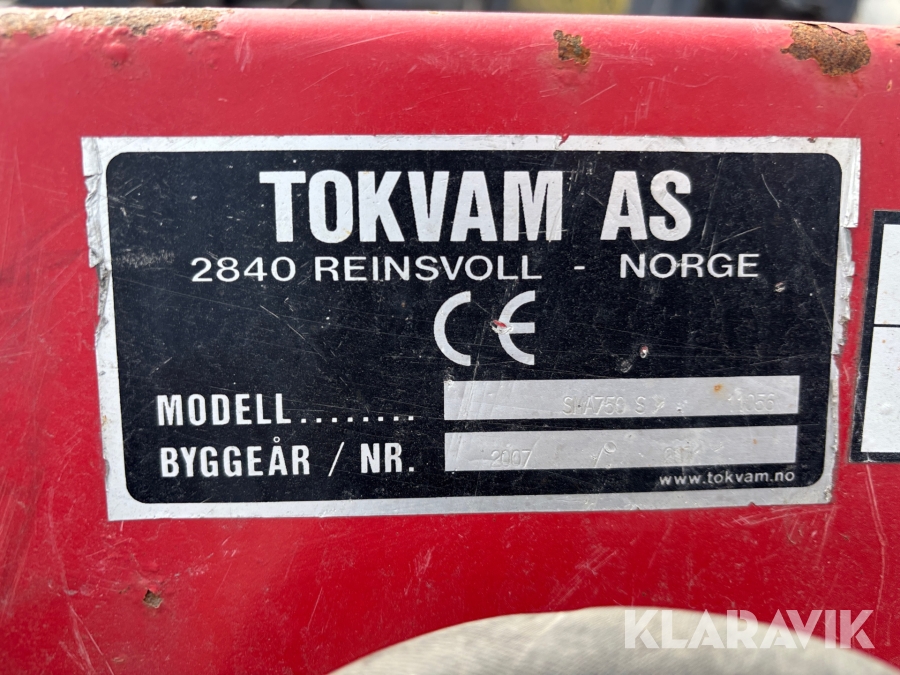 TOKVAM AS
2840 REINSVOLL - NORGE
CE
MODELL........
BYGGEÅR / NR. 2007 /
www.tokvam.no
KLARAVIK